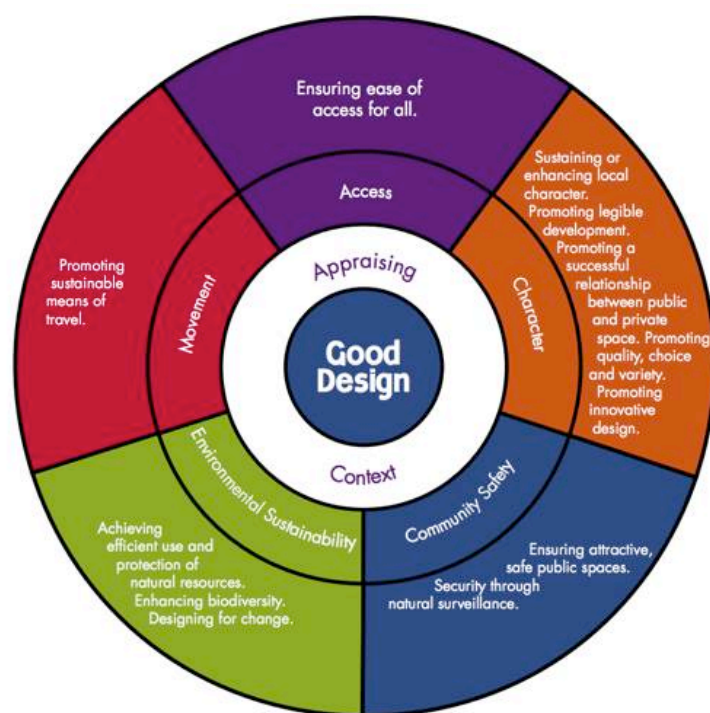 Ensuring ease of
access for all.
Access
Sustaining or
enhancing local
character.
Promoting legible
development.
Promoting a
successful
relationship
between public
and private
space. Promoting
quality, choice
and variety.
Promoting
innovative
design.
Character
Ensuring attractive,
safe public spaces.
Security through
natural surveillance.
Community Safety
Achieving
efficient use and
protection of
natural resources.
Enhancing biodiversity.
Designing for change.
Environmental Sustainability
Promoting
sustainable
means of
travel.
Movement
Appraising
Context
Good
Design